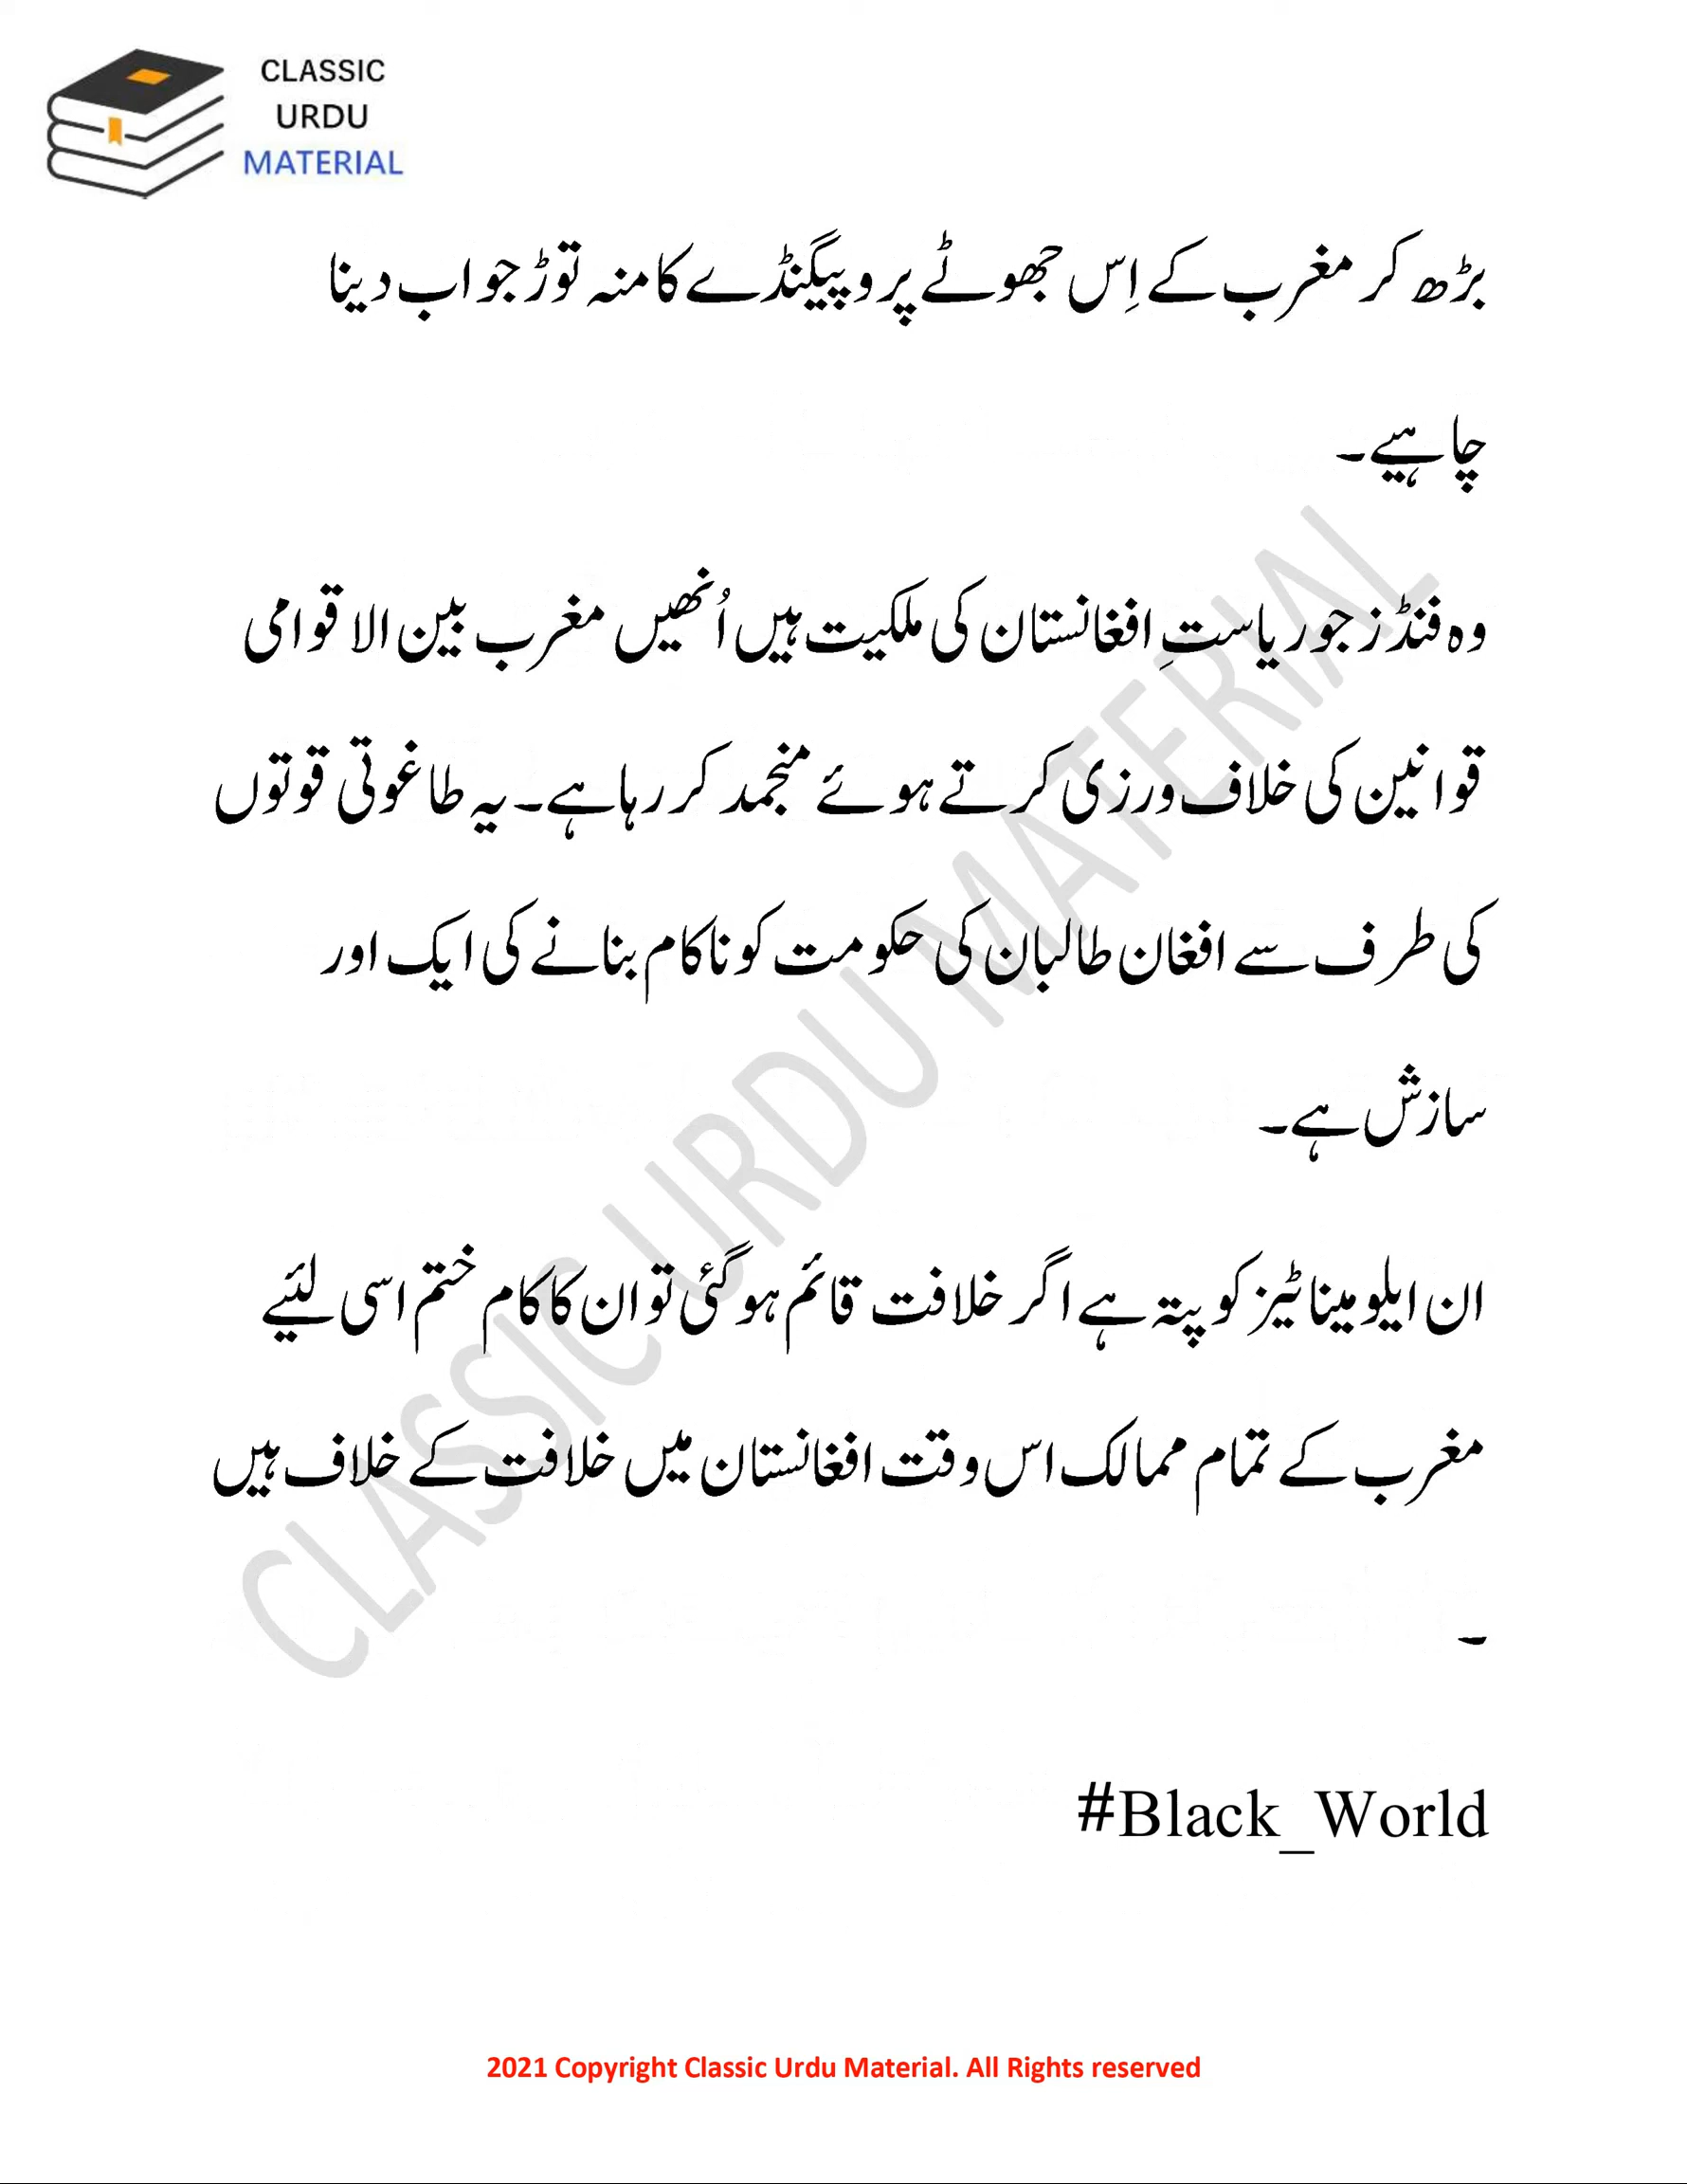 CLASSIC
URDU
MATERIAL
بڑھ کر مغرب کے اِس جھوٹے پروپیگنڈے کا منہ توڑ جواب دینا
چاہیے۔
وہ فنڈز جو ریاستِ افغانستان کی ملکیت ہیں اُنھیں مغرب بین الاقوامی
قوانین کی خلاف ورزی کرتے ہوئے منجمد کر رہا ہے۔ یہ طاغوتی قوتوں
کی طرف سے افغان طالبان کی حکومت کو ناکام بنانے کی ایک اور
سازش ہے۔
ان ایلومیناٹیز کو پتہ ہے اگر خلافت قائم ہو گئی تو ان کا کام ختم اسی لئیے
مغرب کے تمام ممالک اس وقت افغانستان میں خلافت کے خلاف ہیں
۔
#Black_World
CLASSIC URDU MATERIAL
2021 Copyright Classic Urdu Material. All Rights reserved